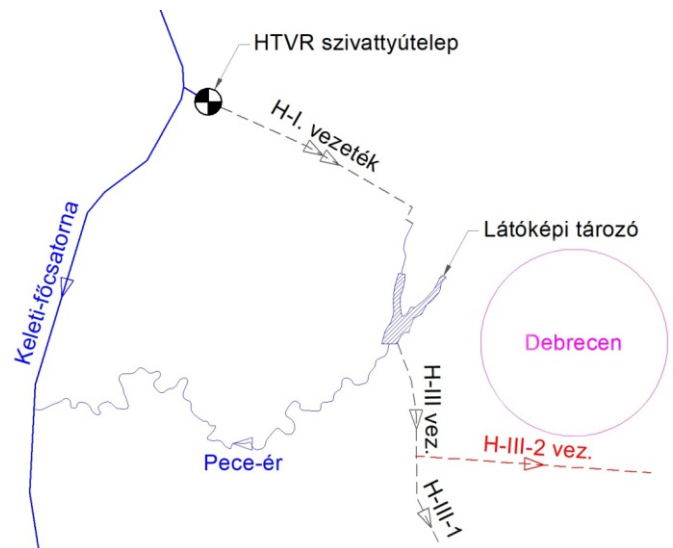 HTVR szivattyútelep
H-I. vezeték
Látóképi tározó
Keleti-főcsatorna
Debrecen
H-III vez.
H-III-2 vez.
Pece-ér
H-III-1